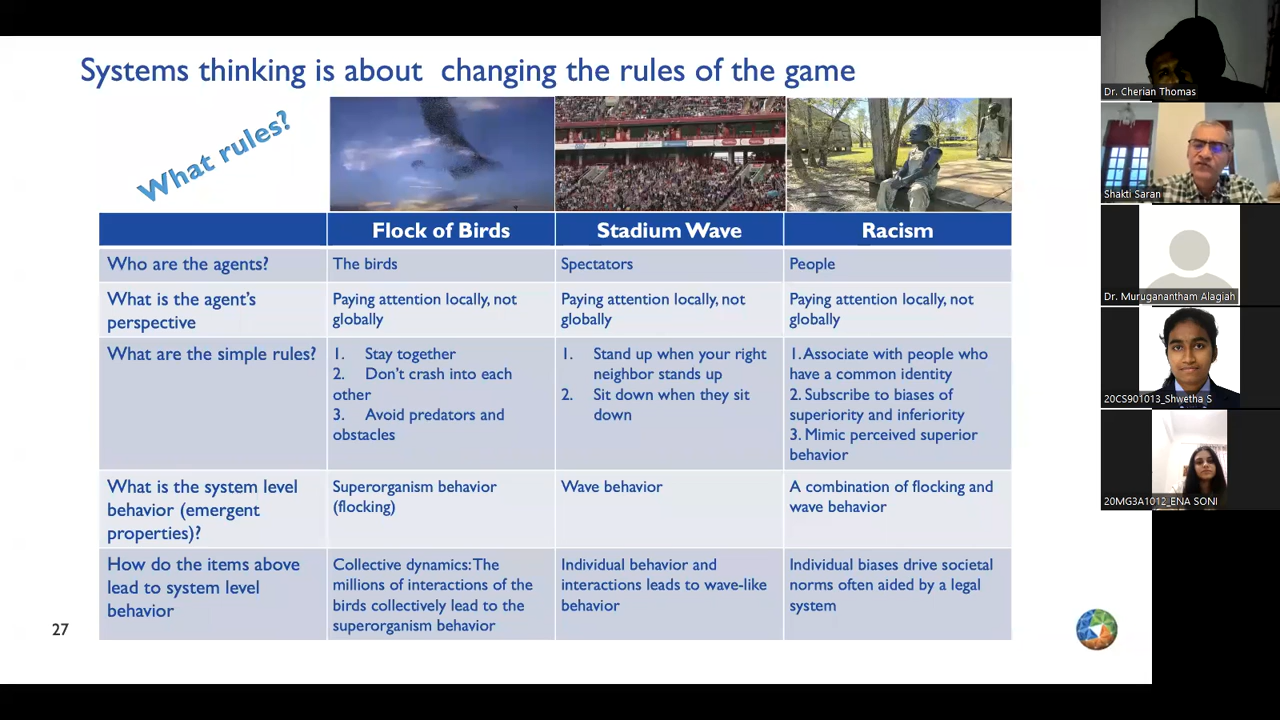 Systems thinking is about  changing the rules of the game
What rules?
Flock of Birds
Stadium Wave
Racism
Who are the agents?
The birds
Spectators
People
What is the agent's
perspective
Paying attention locally, not
globally
Paying attention locally, not
globally
Paying attention locally, not
globally
What are the simple rules?
1. Stay together
2. Don't crash into each
other
3. Avoid predators and
obstacles
1. Stand up when your right
neighbor stands up
2. Sit down when they sit
down
1. Associate with people who
have a common identity
2. Subscribe to biases of
superiority and inferiority
3. Mimic perceived superior
behavior
What is the system level
behavior (emergent
properties)?
Superorganism behavior
(flocking)
Wave behavior
A combination of flocking and
wave behavior
How do the items above
lead to system level
behavior
Collective dynamics: The
millions of interactions of the
birds collectively lead to the
superorganism behavior
Individual behavior and
interactions leads to wave-like
behavior
Individual biases drive societal
norms often aided by a legal
system
27
Dr. Cherian Thomas
Shakti Saran
Dr. Muruganantham Alagiah
20CS901013_Shwetha S
20MG3A1012_ENA SONI